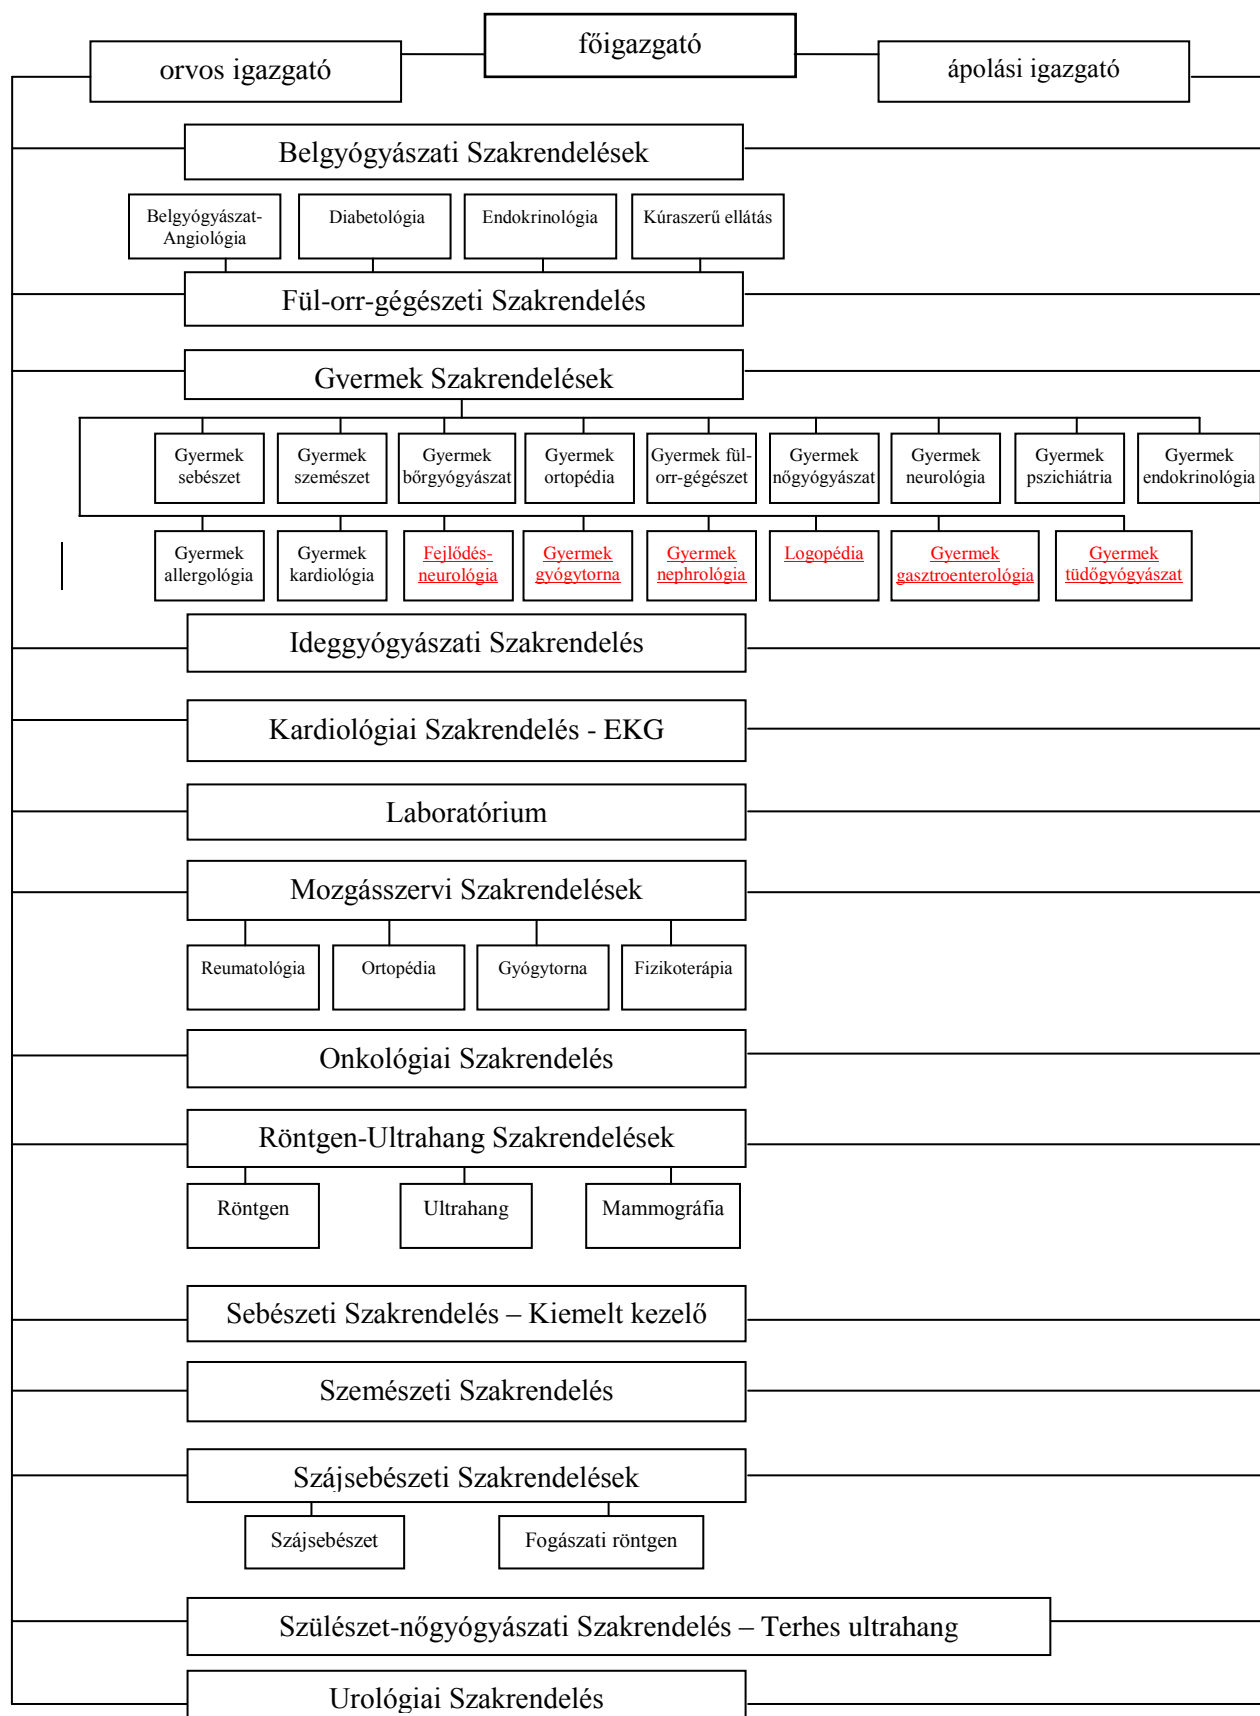 főigazgató
orvos igazgató
ápolási igazgató
Belgyógyászati Szakrendelések
Belgyógyászat-
Angiológia
Diabetológia
Endokrinológia
Kúraszerű ellátás
Fül-orr-gégészeti Szakrendelés
Gyermek Szakrendelések
Gyermek
sebészet
Gyermek
szemészet
Gyermek
bőrgyógyászat
Gyermek
ortopédia
Gyermek fül-
orr-gégészet
Gyermek
nőgyógyászat
Gyermek
neurológia
Gyermek
pszichiátria
Gyermek
endokrinológia
Gyermek
allergológia
Gyermek
kardiológia
Fejlődés-
neurológia
Gyermek
gyógytorna
Gyermek
nephrológia
Logopédia
Gyermek
gasztroenterológia
Gyermek
tüdőgyógyászat
Ideggyógyászati Szakrendelés
Kardiológiai Szakrendelés - EKG
Laboratórium
Mozgásszervi Szakrendelések
Reumatológia
Ortopédia
Gyógytorna
Fizikoterápia
Onkológiai Szakrendelés
Röntgen-Ultrahang Szakrendelések
Röntgen
Ultrahang
Mammográfia
Sebészeti Szakrendelés – Kiemelt kezelő
Szemészeti Szakrendelés
Szájsebészeti Szakrendelések
Szájsebészet
Fogászati röntgen
Szülészet-nőgyógyászati Szakrendelés – Terhes ultrahang
Urológiai Szakrendelés